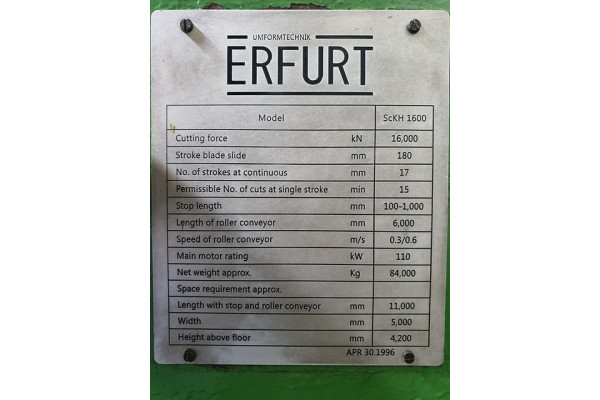 UMFORMTECHNIK
ERFURT
Model ScKH 1600
Cutting force kN 16,000
Stroke blade slide mm 180
No. of strokes at continuous mm 17
Permissible No. of cuts at single stroke min 15
Stop length mm 100-1,000
Length of roller conveyor mm 6,000
Speed of roller conveyor m/s 0.3/0.6
Main motor rating kW 110
Net weight approx. Kg 84,000
Space requirement approx.
Length with stop and roller conveyor mm 11,000
Width mm 5,000
Height above floor mm 4,200
APR 30.1996